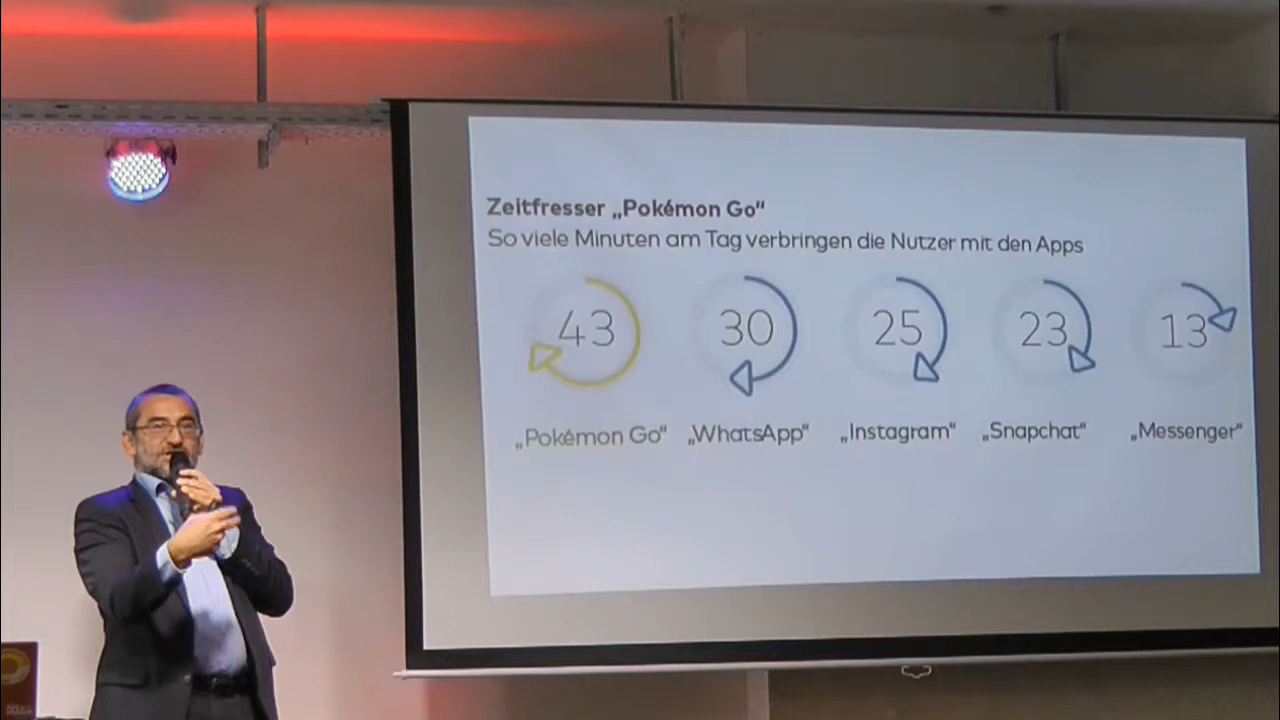 Zeitfresser „Pokémon Go“
So viele Minuten am Tag verbringen die Nutzer mit den Apps
43 30 25 23 13
„Pokémon Go“ „WhatsApp“ „Instagram“ „Snapchat“ „Messenger“